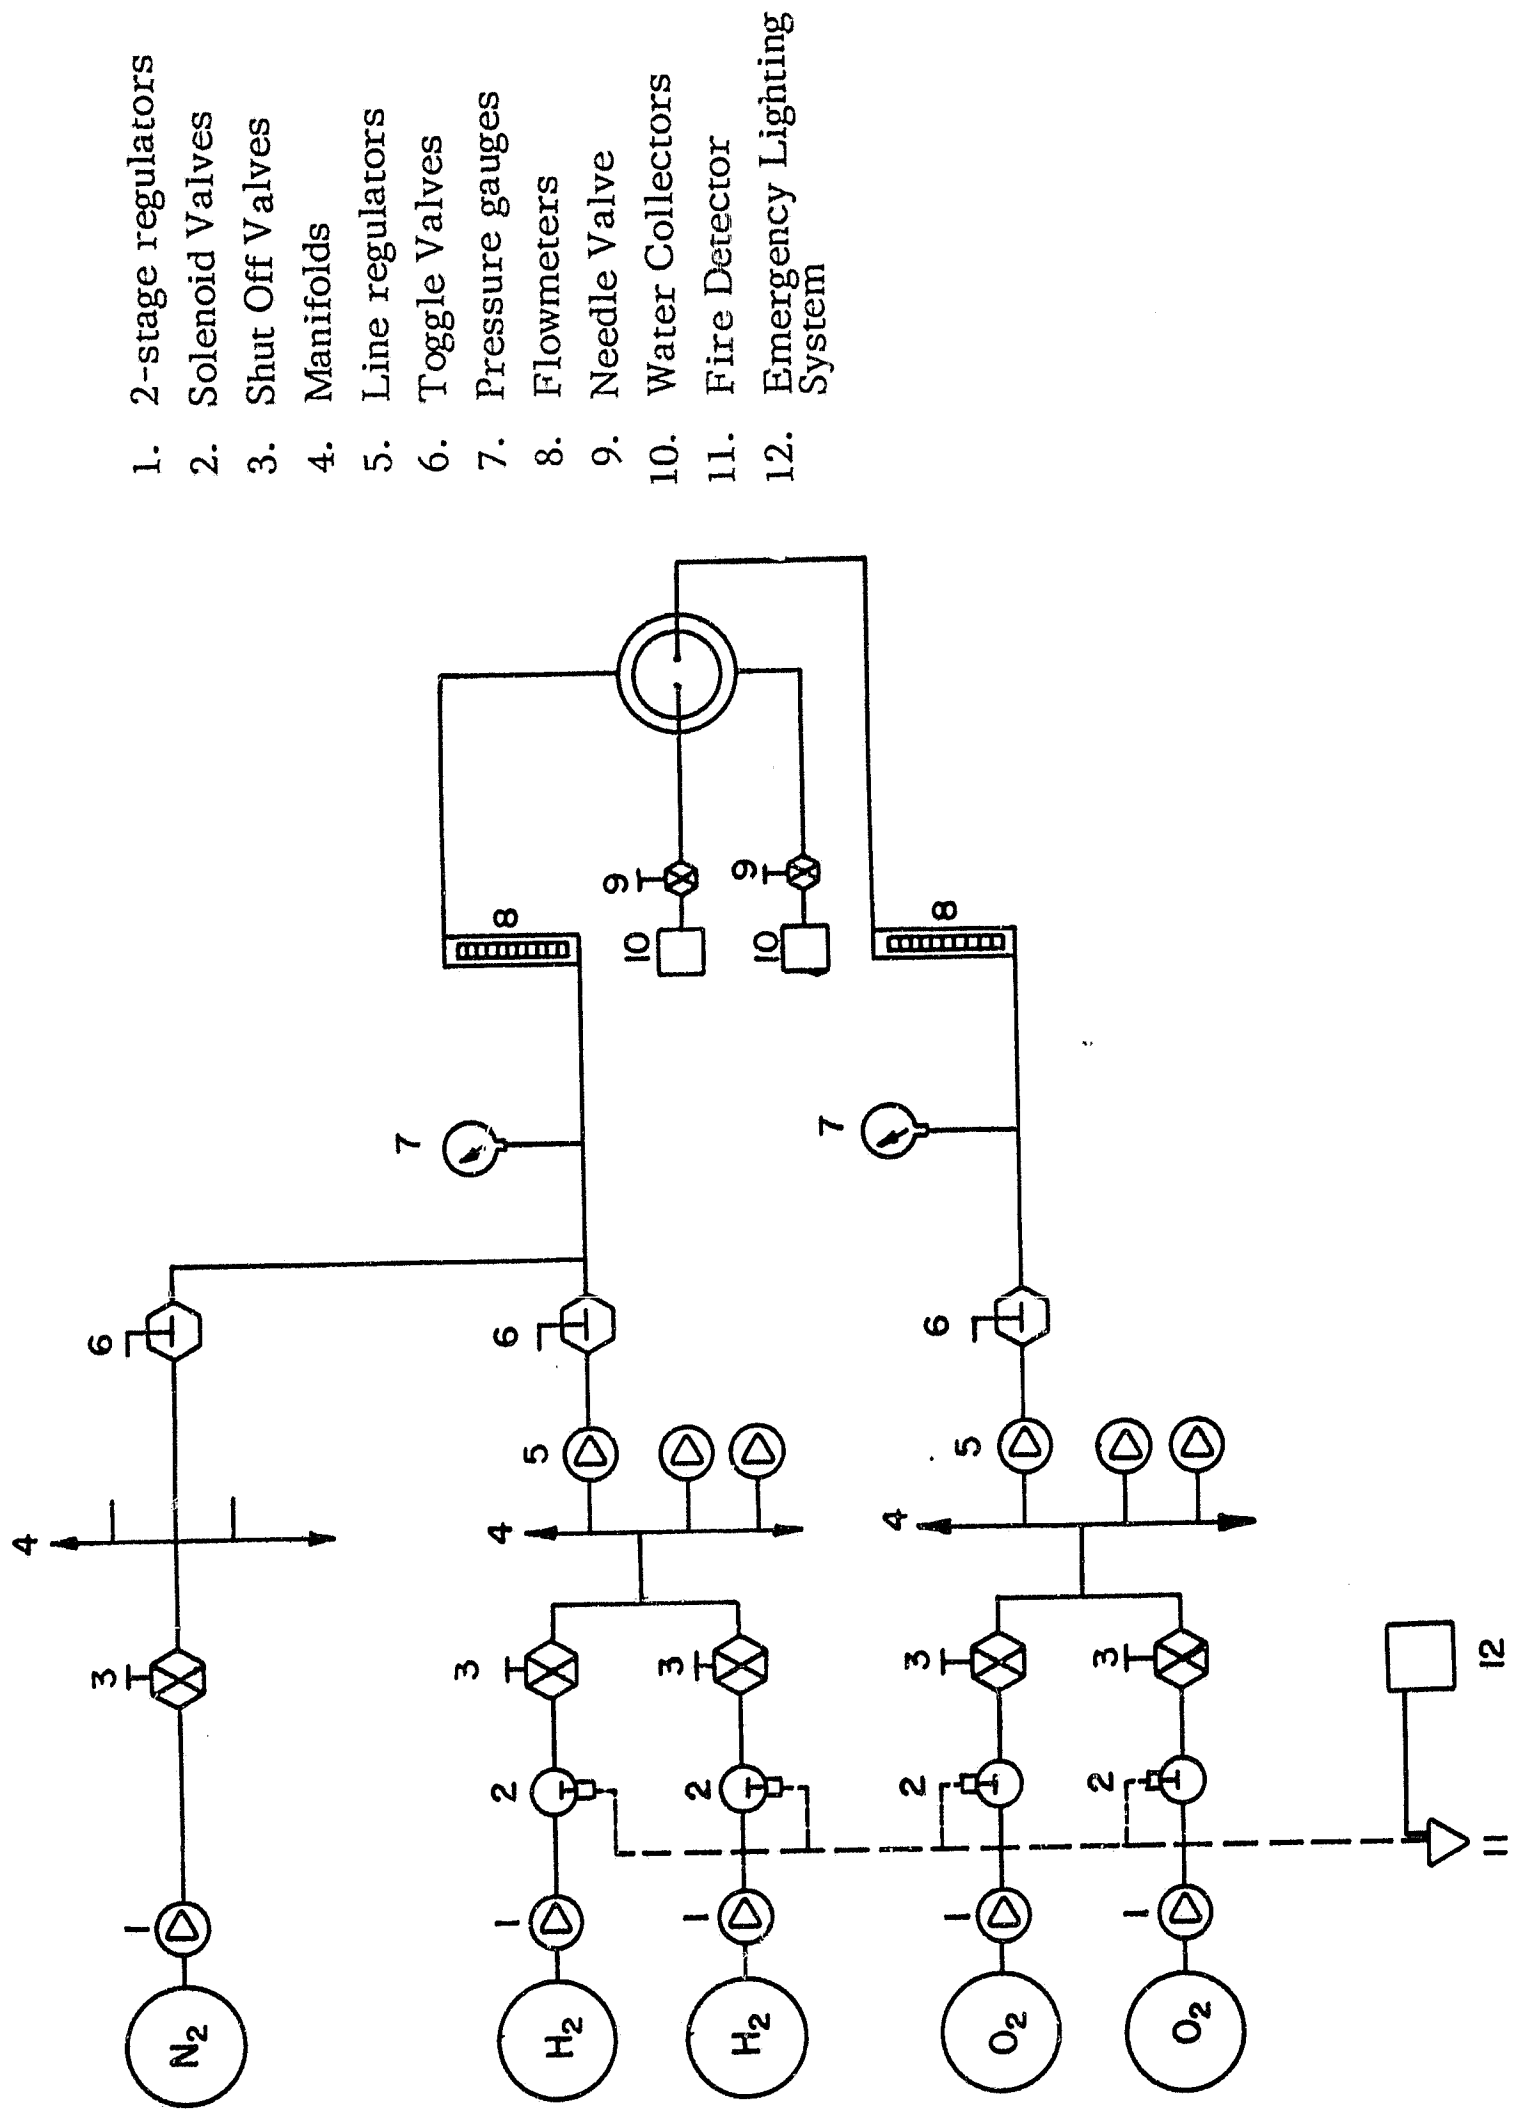 1. 2-stage regulators
2. Solenoid Valves
3. Shut Off Valves
4. Manifolds
5. Line regulators
6. Toggle Valves
7. Pressure gauges
8. Flowmeters
9. Needle Valve
10. Water Collectors
11. Fire Detector
12. Emergency Lighting
System
N2 1 3 4 6
H2 1 2 3 4 5 6 7 8
H2 1 2 3
9 10
9 10
O2 1 2 3 4 5 6 7 8
O2 1 2 3
11 12